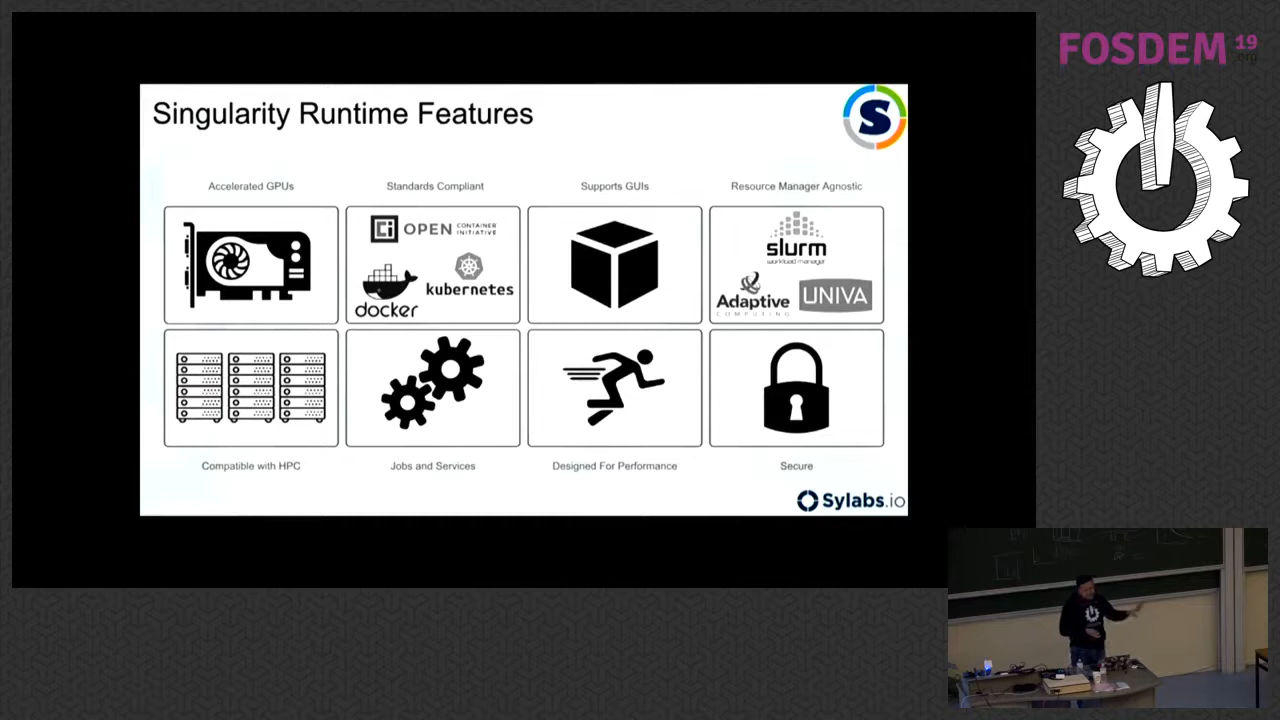 FOSDEM 19
.org
Singularity Runtime Features
S
Accelerated GPUs
Standards Compliant
Supports GUIs
Resource Manager Agnostic
OPEN CONTAINER INITIATIVE
docker
kubernetes
slurm
workload manager
Adaptive
COMPUTING
UNIVA
Compatible with HPC
Jobs and Services
Designed For Performance
Secure
Sylabs.io